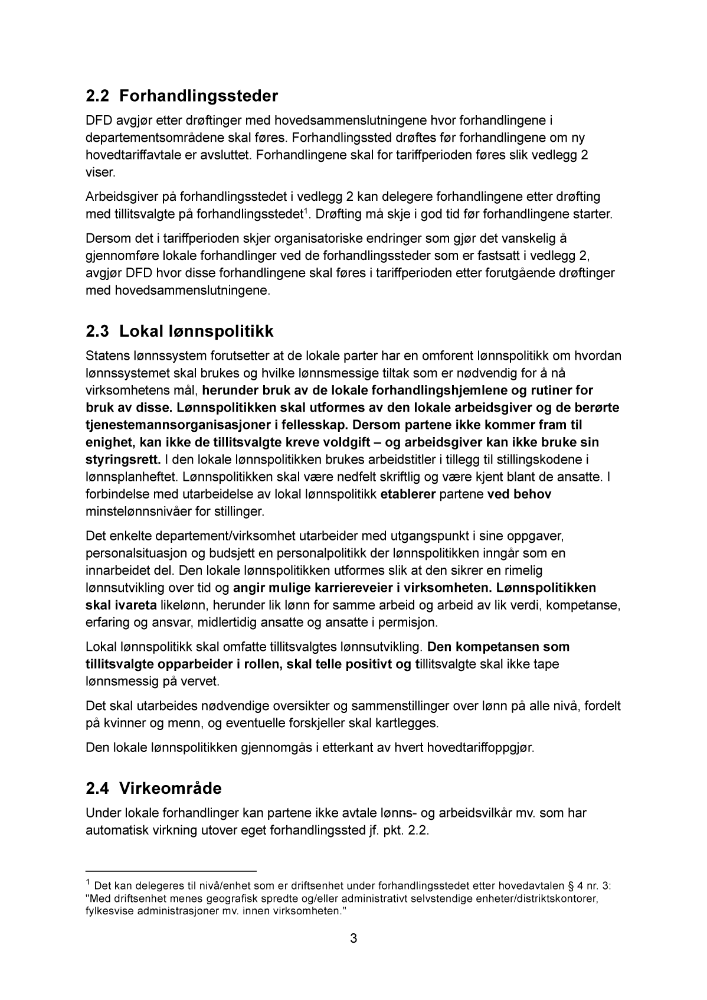 2.2 Forhandlingssteder
DFD avgjør etter drøftinger med hovedsammenslutningene hvor forhandlingene i
departementsområdene skal føres. Forhandlingssted drøftes før forhandlingene om ny
hovedtariffavtale er avsluttet. Forhandlingene skal for tariffperioden føres slik vedlegg 2
viser.
Arbeidsgiver på forhandlingsstedet i vedlegg 2 kan delegere forhandlingene etter drøfting
med tillitsvalgte på forhandlingsstedet¹. Drøfting må skje i god tid før forhandlingene starter.
Dersom det i tariffperioden skjer organisatoriske endringer som gjør det vanskelig å
gjennomføre lokale forhandlinger ved de forhandlingssteder som er fastsatt i vedlegg 2,
avgjør DFD hvor disse forhandlingene skal føres i tariffperioden etter forutgående drøftinger
med hovedsammenslutningene.
2.3 Lokal lønnspolitikk
Statens lønnssystem forutsetter at de lokale parter har en omforent lønnspolitikk om hvordan
lønnssystemet skal brukes og hvilke lønnsmessige tiltak som er nødvendig for å nå
virksomhetens mål, herunder bruk av de lokale forhandlingshjemlene og rutiner for
bruk av disse. Lønnspolitikken skal utformes av den lokale arbeidsgiver og de berørte
tjenestemannsorganisasjoner i fellesskap. Dersom partene ikke kommer fram til
enighet, kan ikke de tillitsvalgte kreve voldgift – og arbeidsgiver kan ikke bruke sin
styringsrett. I den lokale lønnspolitikken brukes arbeidstitler i tillegg til stillingskodene i
lønnsplanheftet. Lønnspolitikken skal være nedfelt skriftlig og være kjent blant de ansatte. I
forbindelse med utarbeidelse av lokal lønnspolitikk etablerer partene ved behov
minstelønnsnivåer for stillinger.
Det enkelte departement/virksomhet utarbeider med utgangspunkt i sine oppgaver,
personalsituasjon og budsjett en personalpolitikk der lønnspolitikken inngår som en
innarbeidet del. Den lokale lønnspolitikken utformes slik at den sikrer en rimelig
lønnsutvikling over tid og angir mulige karriereveier i virksomheten. Lønnspolitikken
skal ivareta likelønn, herunder lik lønn for samme arbeid og arbeid av lik verdi, kompetanse,
erfaring og ansvar, midlertidig ansatte og ansatte i permisjon.
Lokal lønnspolitikk skal omfatte tillitsvalgtes lønnsutvikling. Den kompetansen som
tillitsvalgte opparbeider i rollen, skal telle positivt og tillitsvalgte skal ikke tape
lønnsmessig på vervet.
Det skal utarbeides nødvendige oversikter og sammenstillinger over lønn på alle nivå, fordelt
på kvinner og menn, og eventuelle forskjeller skal kartlegges.
Den lokale lønnspolitikken gjennomgås i etterkant av hvert hovedtariffoppgjør.
2.4 Virkeområde
Under lokale forhandlinger kan partene ikke avtale lønns- og arbeidsvilkår mv. som har
automatisk virkning utover eget forhandlingssted jf. pkt. 2.2.
¹ Det kan delegeres til nivå/enhet som er driftsenhet under forhandlingsstedet etter hovedavtalen § 4 nr. 3:
"Med driftsenhet menes geografisk spredte og/eller administrativt selvstendige enheter/distriktskontorer,
fylkesvise administrasjoner mv. innen virksomheten."
3